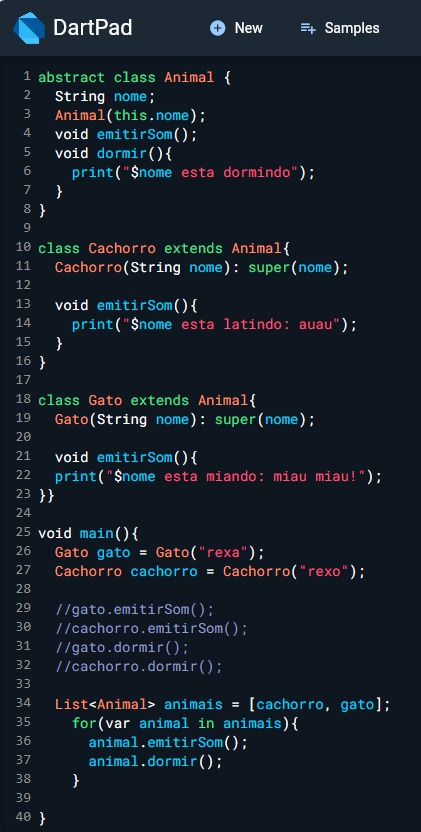 DartPad New Samples
1 abstract class Animal {
2   String nome;
3   Animal(this.nome);
4   void emitirSom();
5   void dormir(){
6     print("$nome esta dormindo");
7   }
8 }
9
10 class Cachorro extends Animal{
11   Cachorro(String nome): super(nome);
12
13   void emitirSom(){
14     print("$nome esta latindo: auau");
15   }
16 }
17
18 class Gato extends Animal{
19   Gato(String nome): super(nome);
20
21   void emitirSom(){
22   print("$nome esta miando: miau miau!");
23 }}
24
25 void main(){
26   Gato gato = Gato("rexa");
27   Cachorro cachorro = Cachorro("rexo");
28
29   //gato.emitirSom();
30   //cachorro.emitirSom();
31   //gato.dormir();
32   //cachorro.dormir();
33
34   List<Animal> animais = [cachorro, gato];
35     for(var animal in animais){
36       animal.emitirSom();
37       animal.dormir();
38     }
39
40 }